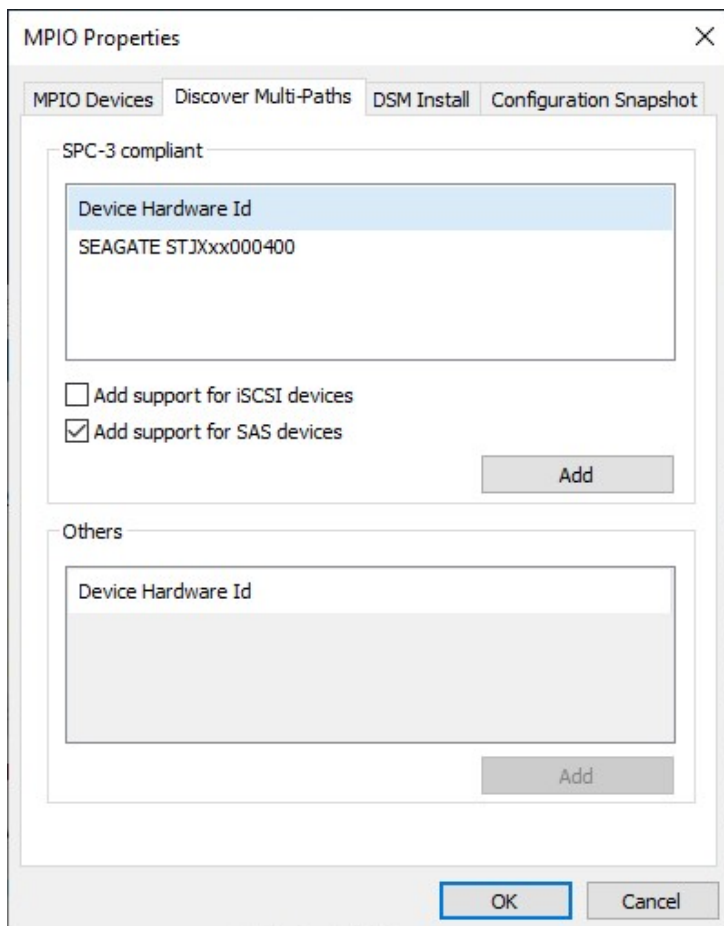 MPIO Properties
MPIO Devices Discover Multi-Paths DSM Install Configuration Snapshot
SPC-3 compliant
Device Hardware Id
SEAGATE STJXxx000400
Add support for iSCSI devices
Add support for SAS devices
Add
Others
Device Hardware Id
Add
OK Cancel